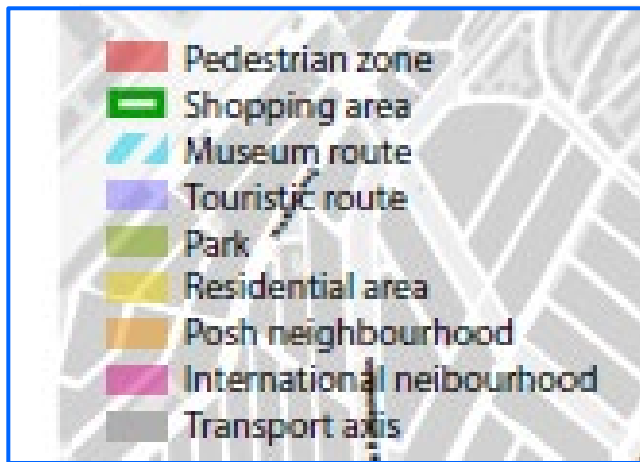 Pedestrian zone
Shopping area
Museum route
Touristic route
Park
Residential area
Posh neighbourhood
International neibourhood
Transport axis